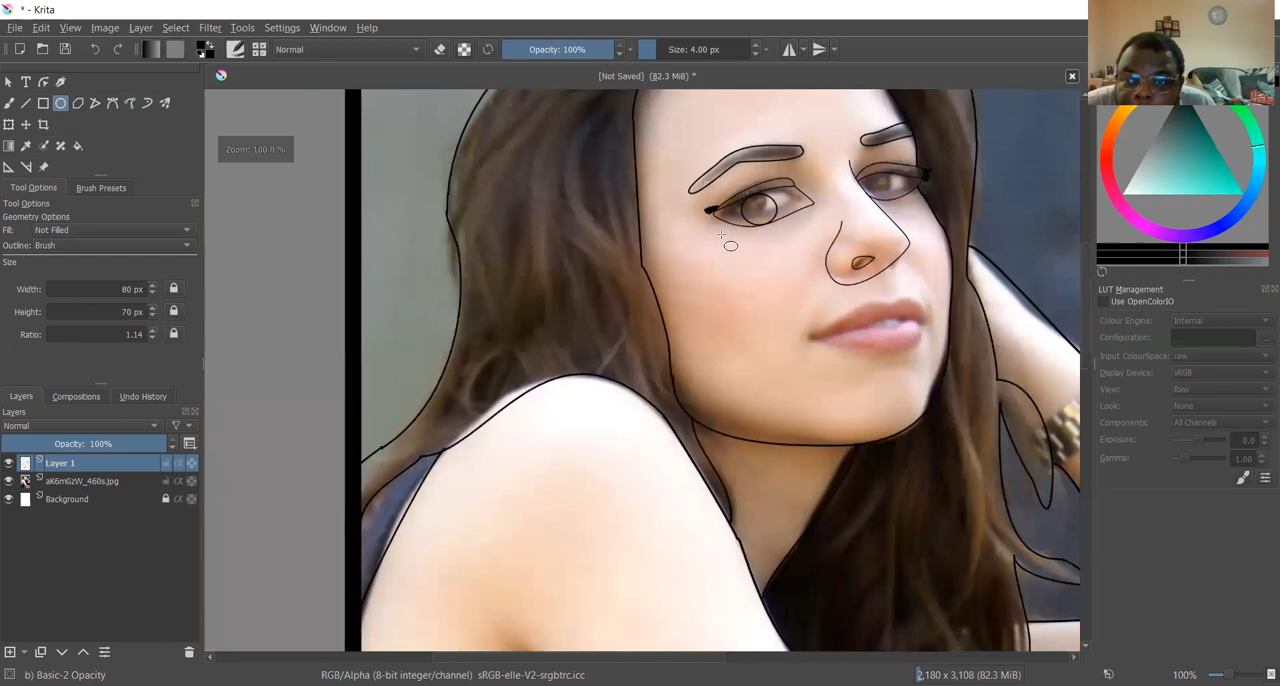 * - Krita
File Edit View Image Layer Select Filter Tools Settings Window Help
Normal Opacity: 100% Size: 4.00 px
[Not Saved] (82.3 MiB) *
Zoom: 100.0 %
Tool Options Brush Presets
Tool Options
Geometry Options
Fill: Not Filled
Outline: Brush
Size
Width: 80 px
Height: 70 px
Ratio: 1.14
Layers Compositions Undo History
Layers
Normal
Opacity: 100%
Layer 1
aK6mGzW_460s.jpg
Background
LUT Management
Use OpenColorIO
Colour Engine: Internal
Configuration: ...
Input ColourSpace: raw
Display Device: sRGB
View: Raw
Look: None
Components: All Channels
Exposure: 0.0
Gamma: 1.00
b) Basic-2 Opacity RGB/Alpha (8-bit integer/channel) sRGB-elle-V2-srgbtrc.icc 2,180 x 3,108 (82.3 MiB) 100%